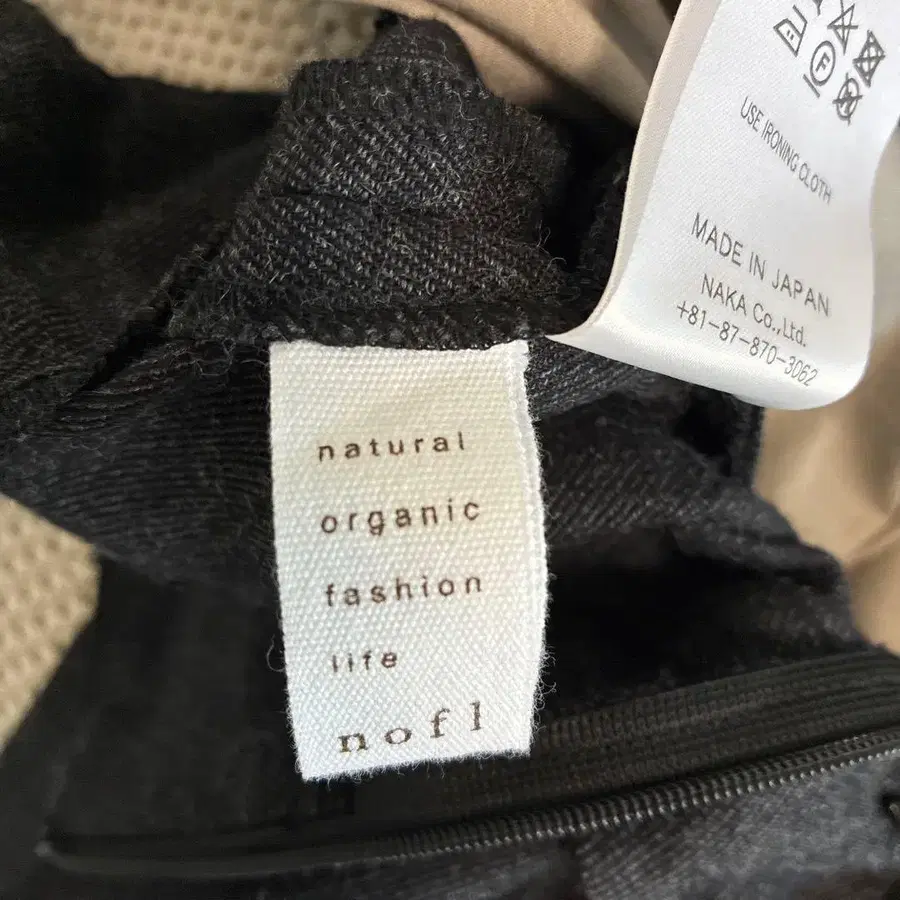 F
USE IRONING CLOTH
MADE IN JAPAN
NAKA Co.,Ltd.
+81-87-870-3062
natural
organic
fashion
life
nofl